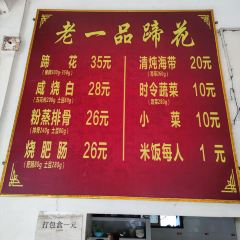 老一品蹄花
蹄 花 35元
咸烧白 28元
粉蒸排骨 26元
烧肥肠 26元
清炖海带 20元
时令蔬菜 10元
小菜 10元
米饭每人 1元
打包盒一元